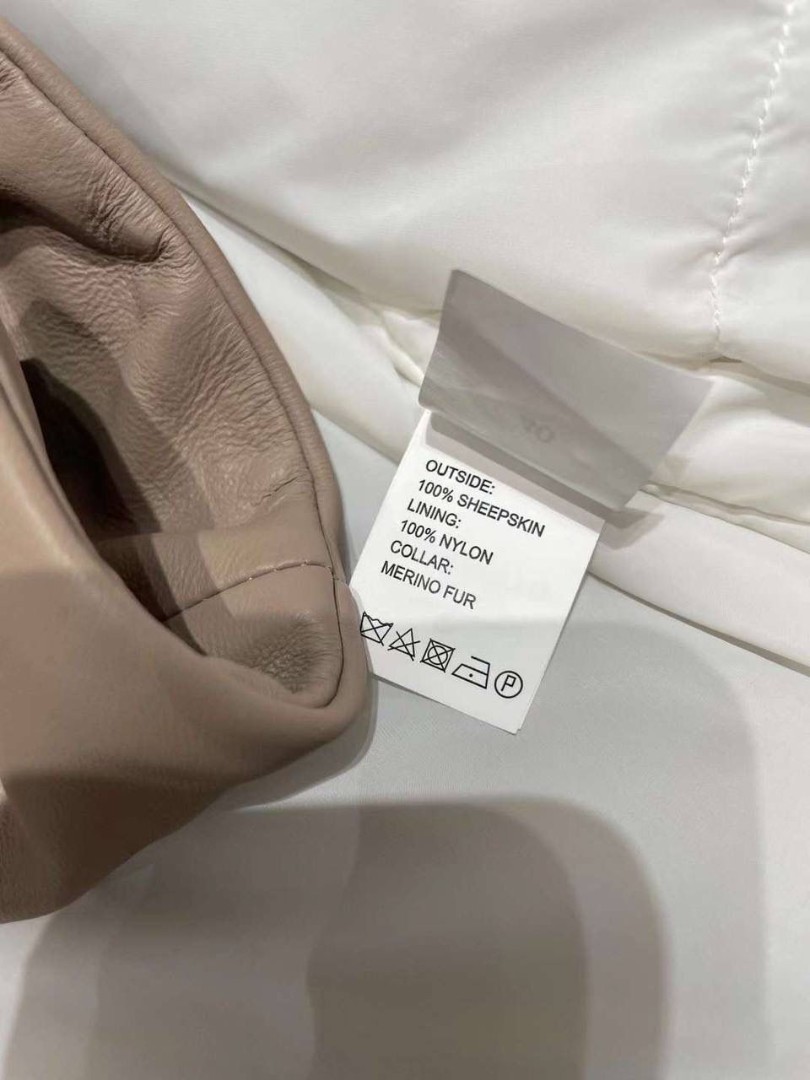 OUTSIDE:
100% SHEEPSKIN
LINING:
100% NYLON
COLLAR:
MERINO FUR
P